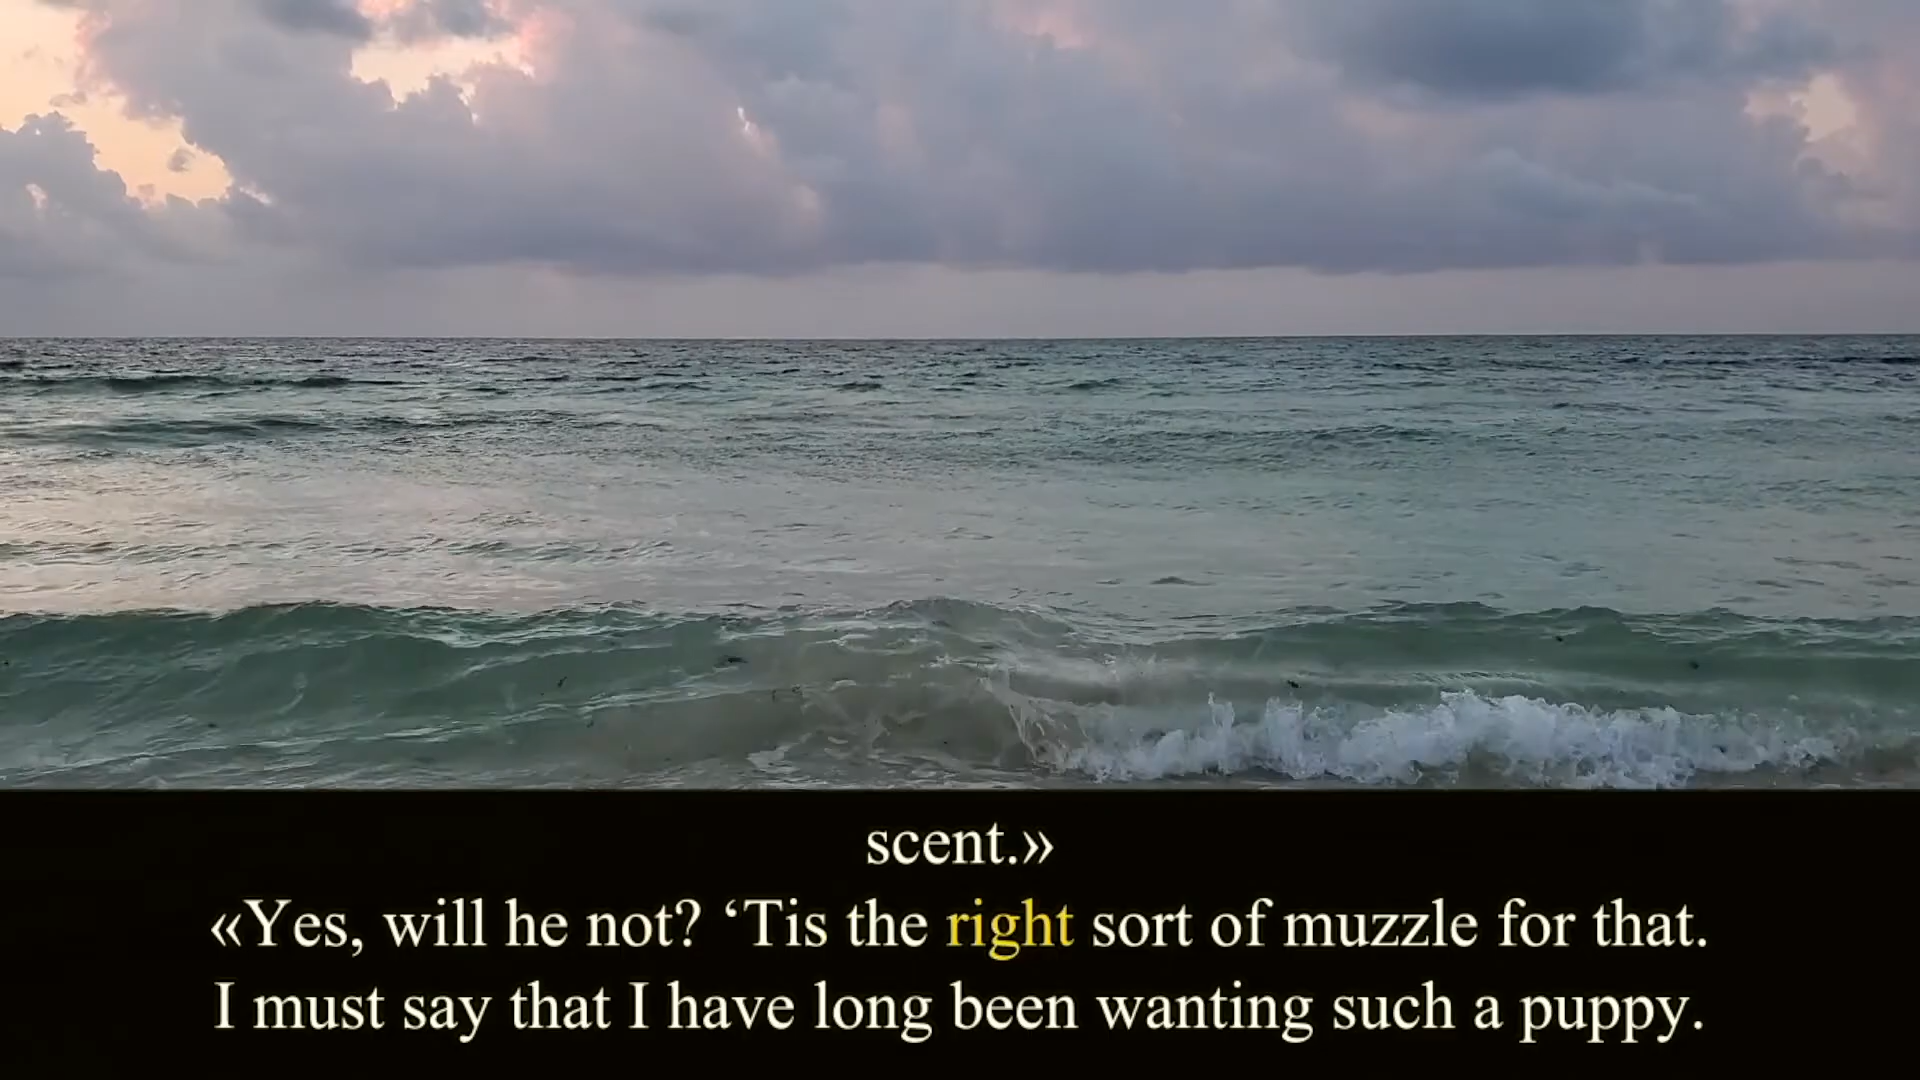 scent.»
«Yes, will he not? ‘Tis the right sort of muzzle for that.
I must say that I have long been wanting such a puppy.